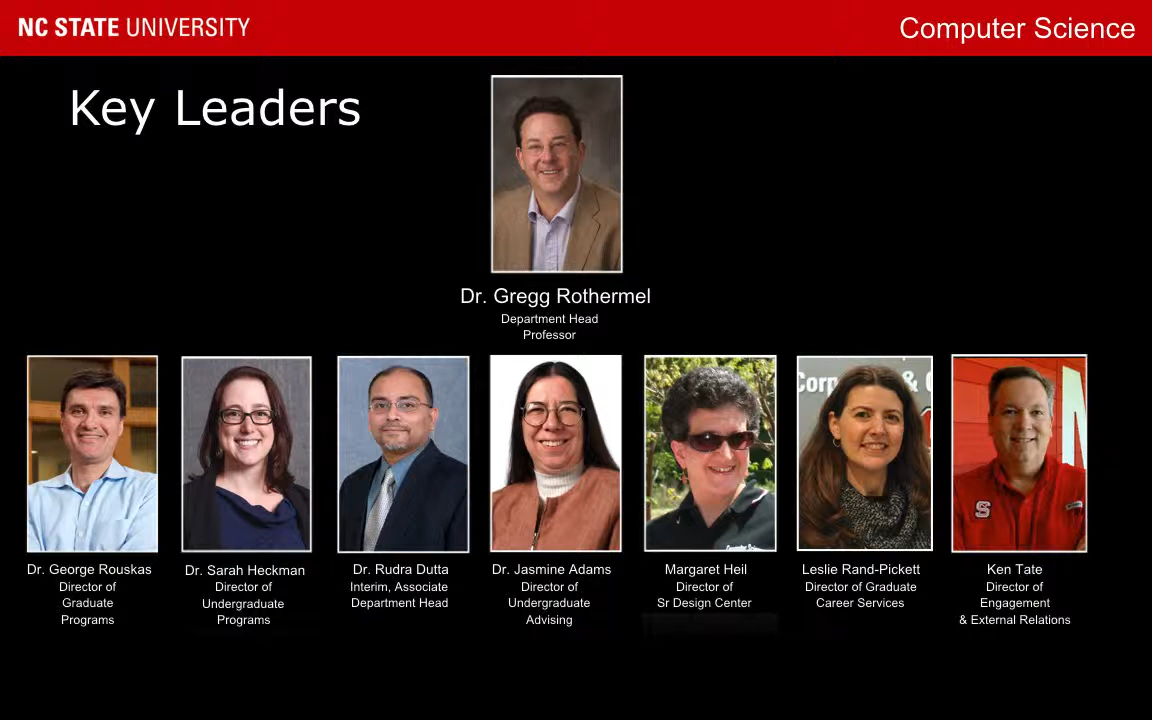 NC STATE UNIVERSITY
Computer Science
Key Leaders
Dr. Gregg Rothermel
Department Head
Professor
Dr. George Rouskas
Director of
Graduate
Programs
Dr. Sarah Heckman
Director of
Undergraduate
Programs
Dr. Rudra Dutta
Interim, Associate
Department Head
Dr. Jasmine Adams
Director of
Undergraduate
Advising
Margaret Heil
Director of
Sr Design Center
Leslie Rand-Pickett
Director of Graduate
Career Services
Ken Tate
Director of
Engagement
& External Relations